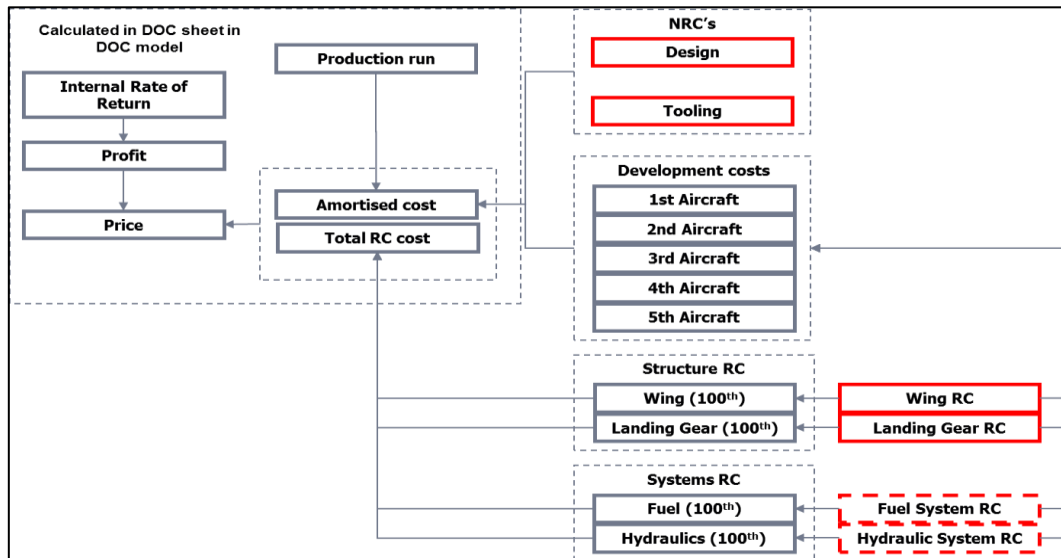 Calculated in DOC sheet in
DOC model
Internal Rate of
Return
Profit
Price
Production run
Amortised cost
Total RC cost
NRC's
Design
Tooling
Development costs
1st Aircraft
2nd Aircraft
3rd Aircraft
4th Aircraft
5th Aircraft
Structure RC
Wing (100th)
Wing RC
Landing Gear (100th)
Landing Gear RC
Systems RC
Fuel (100th)
Fuel System RC
Hydraulics (100th)
Hydraulic System RC